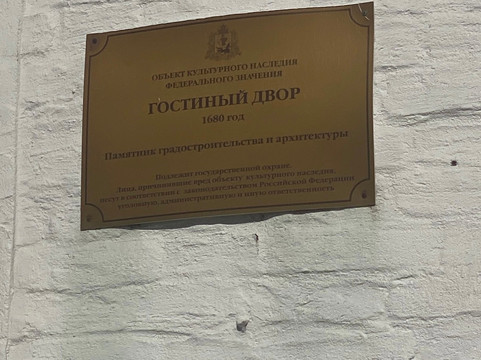 ОБЪЕКТ КУЛЬТУРНОГО НАСЛЕДИЯ
ФЕДЕРАЛЬНОГО ЗНАЧЕНИЯ
ГОСТИНЫЙ ДВОР
1680 год
Памятник градостроительства и архитектуры
Подлежит государственной охране.
Лица, причинившие вред объекту культурного наследия,
несут в соответствии с законодательством Российской Федерации
уголовную, административную и иную ответственность